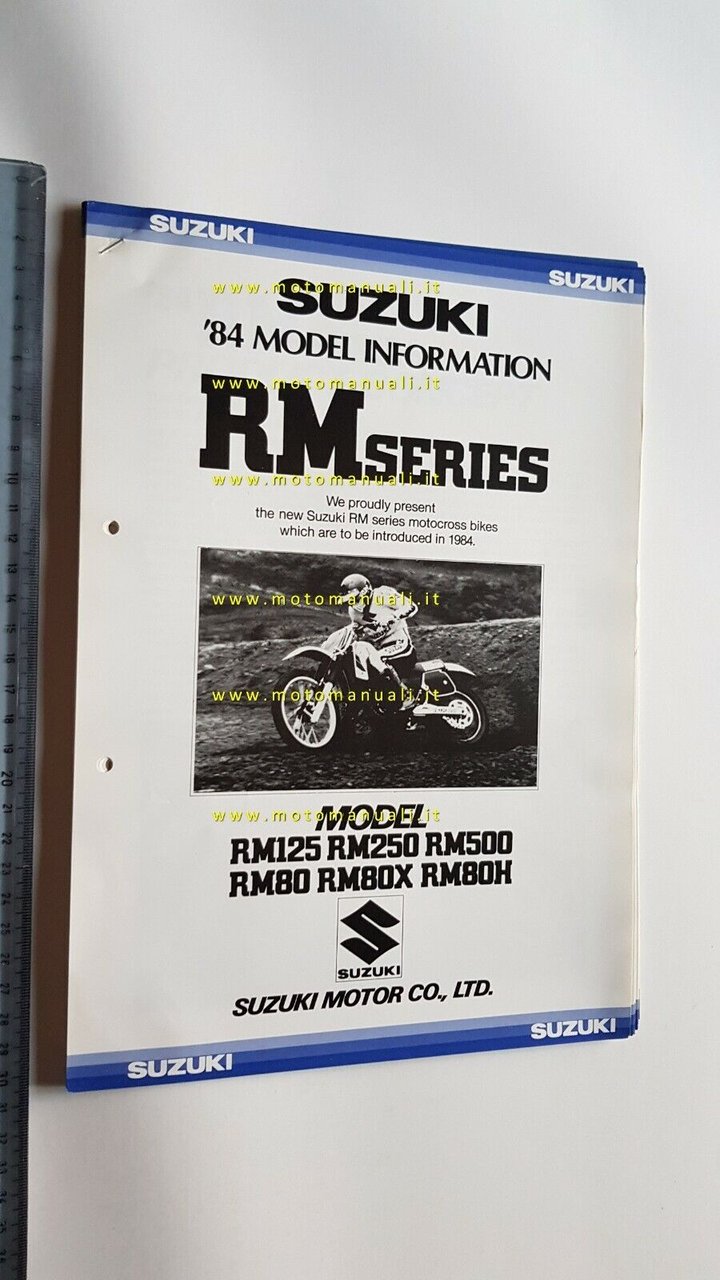 SUZUKI
SUZUKI
www.motomanuali.it
SUZUKI
'84 MODEL INFORMATION
www.motomanuali.it
RM SERIES
www.motomanuali.it
We proudly present
the new Suzuki RM series motocross bikes
which are to be introduced in 1984.
www.motomanuali.it
www.motomanuali.it
www.motomanuali.it
MODEL
RM125 RM250 RM500
RM80 RM80X RM80H
SUZUKI
SUZUKI MOTOR CO., LTD.
SUZUKI
SUZUKI